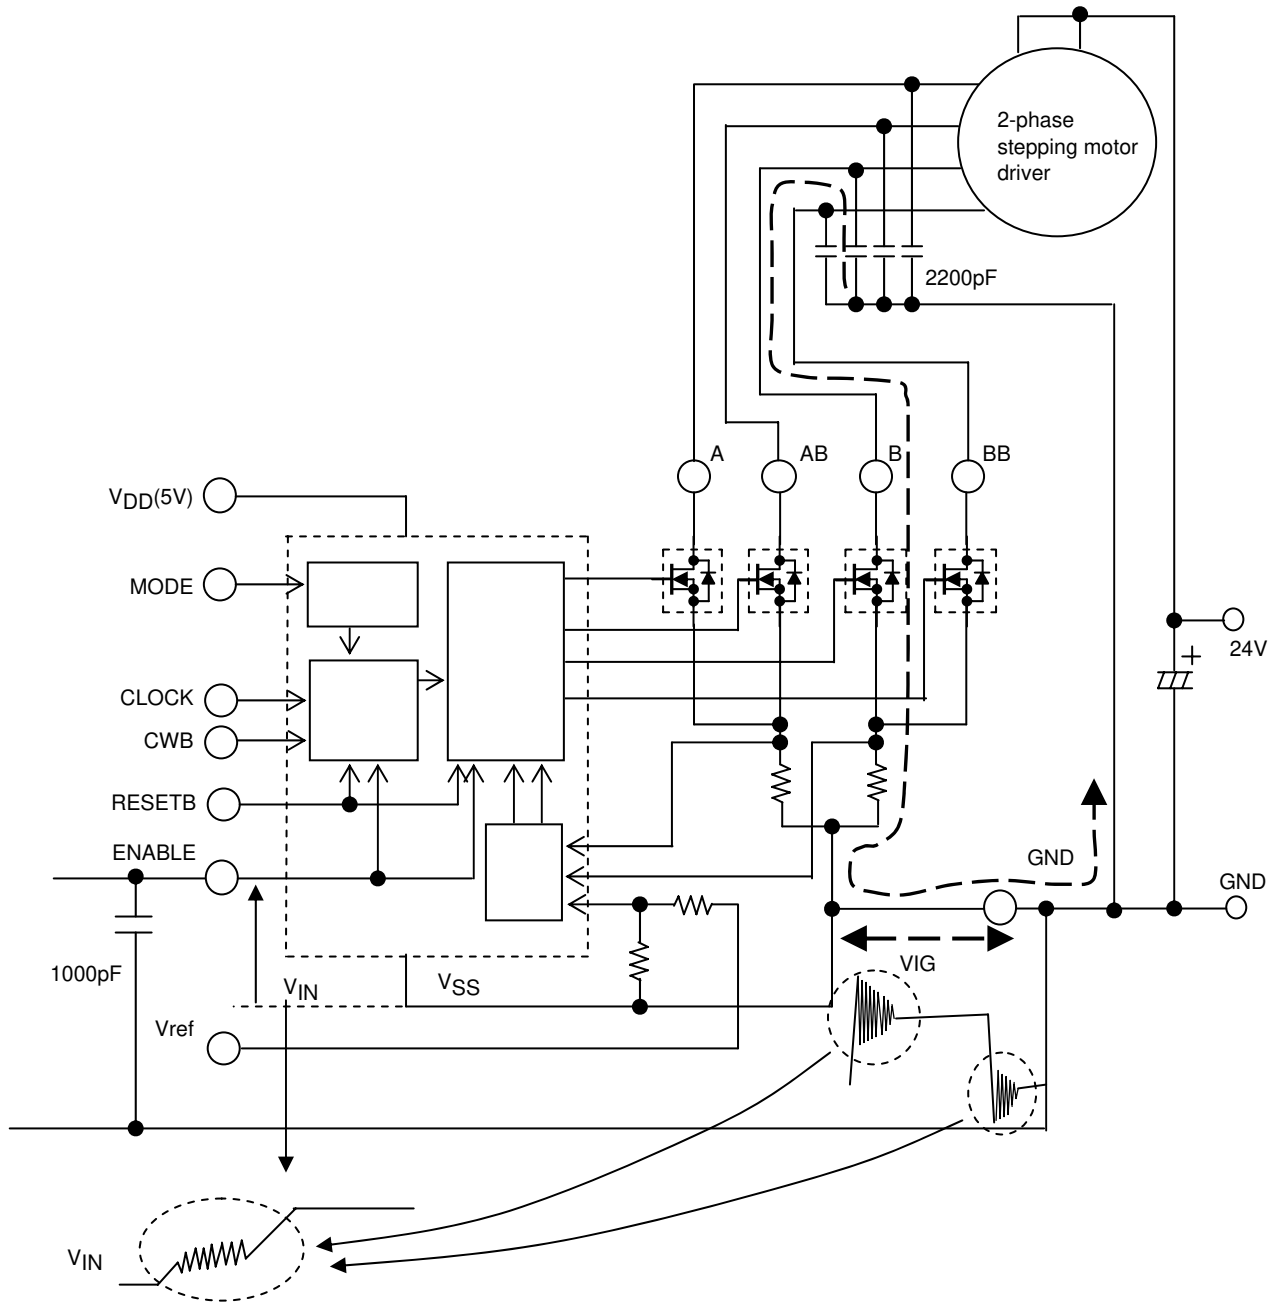 2-phase
stepping motor
driver
2200pF
A
AB
B
BB
VDD(5V)
MODE
24V
+
CLOCK
CWB
RESETB
ENABLE
GND
GND
1000pF
VIN
VSS
VIG
Vref
VIN